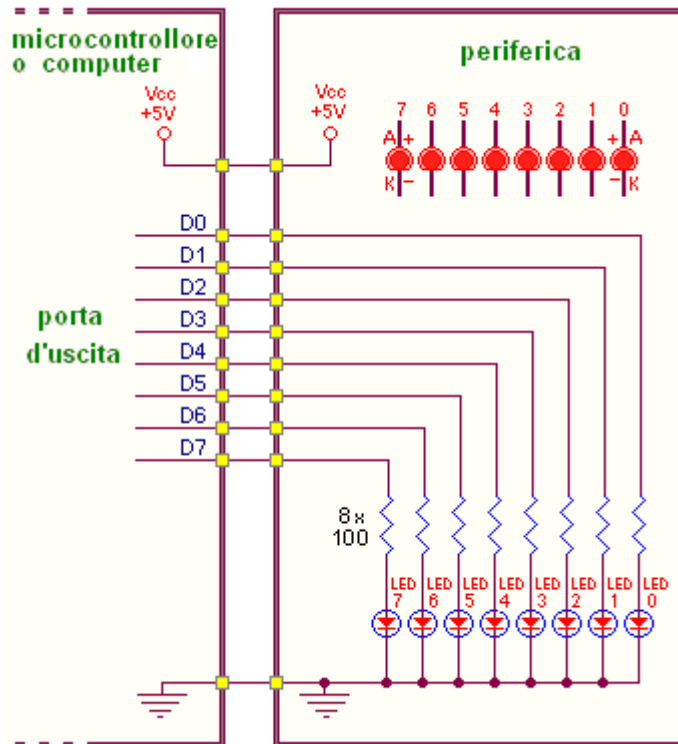 microcontrollore
o computer
periferica
Vcc
+5V
Vcc
+5V
7 6 5 4 3 2 1 0
A + + A
K - - K
D0
D1
D2
D3
D4
D5
D6
D7
porta
d'uscita
8 x
100
LED LED LED LED LED LED LED LED
7 6 5 4 3 2 1 0